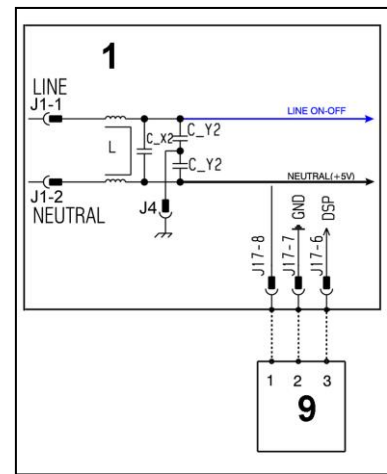 1
LINE
J1-1
LINE ON-OFF
C_X2
C_Y2
L
C_Y2
NEUTRAL(+5V)
J1-2
NEUTRAL
J4
GND
DSP
J17-8
J17-7
J17-6
1 2 3
9